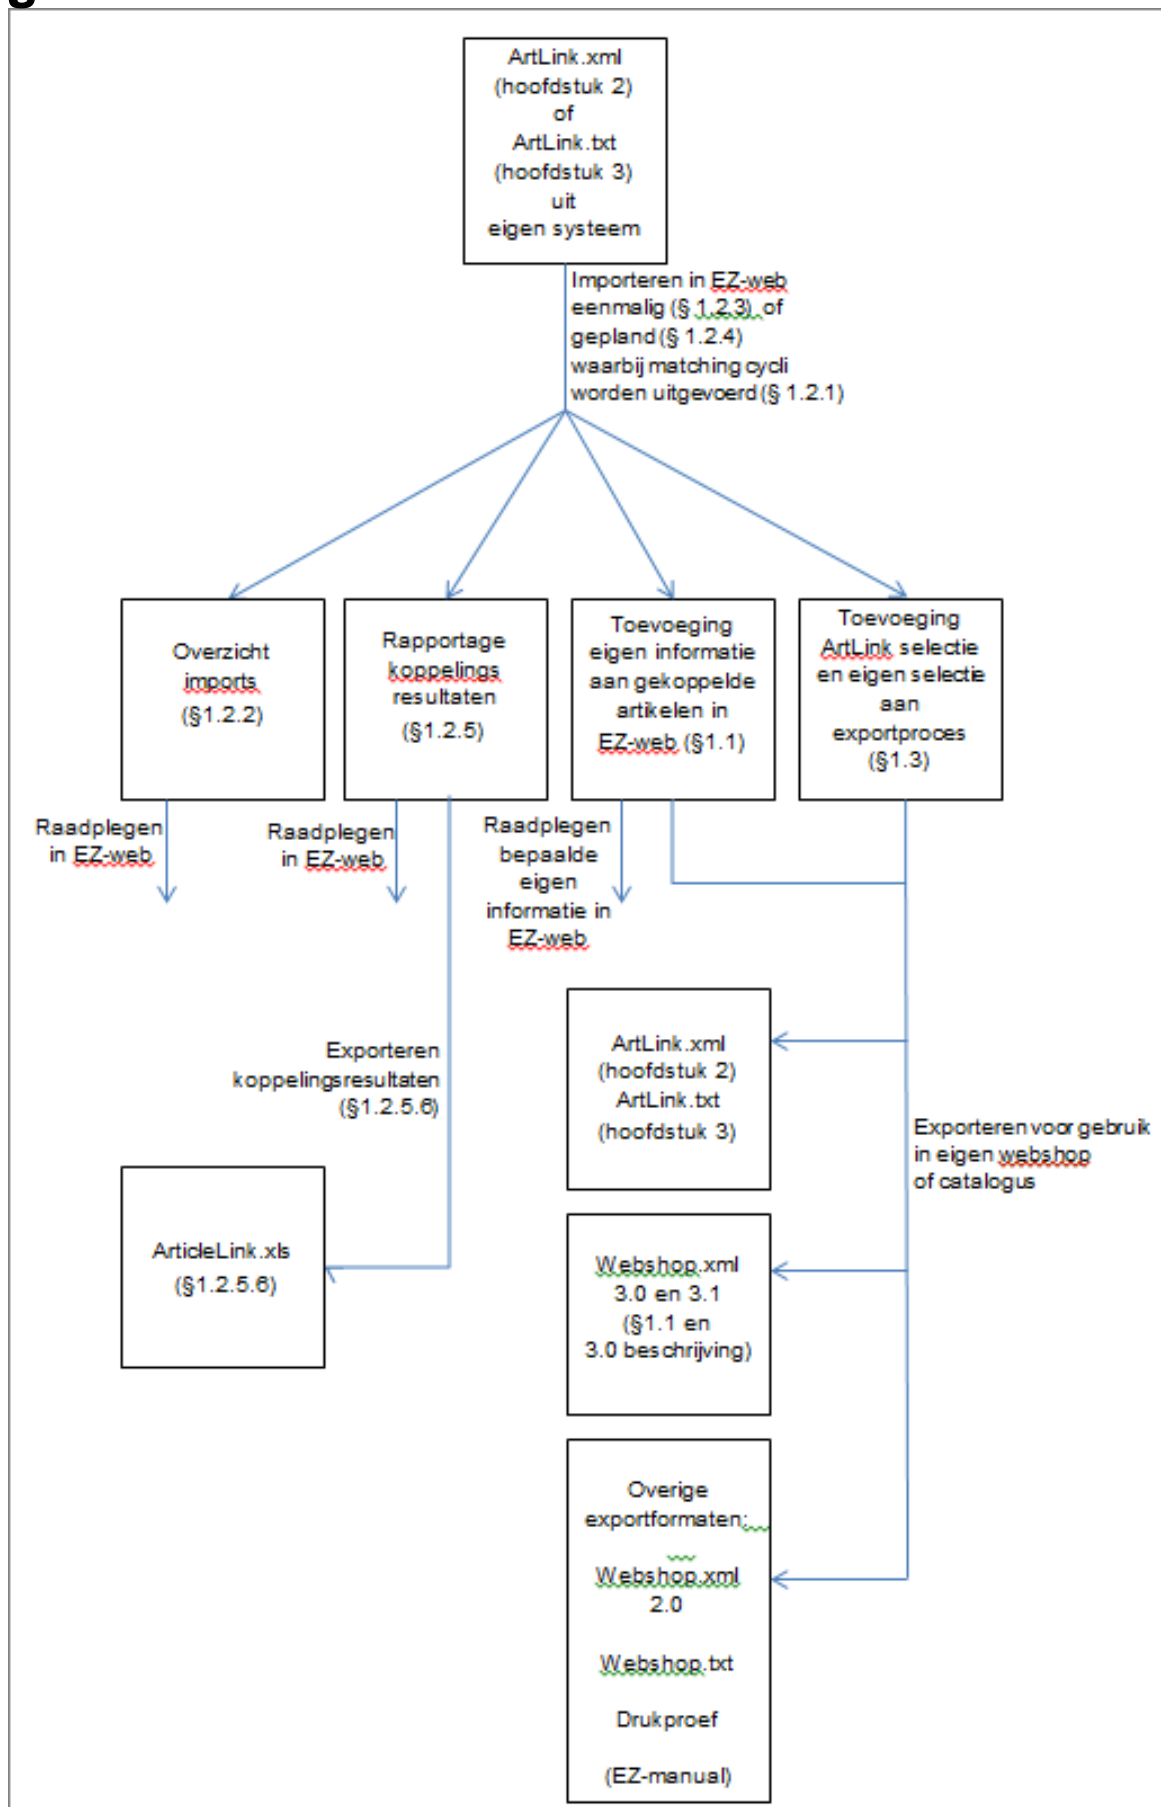 ArtLink.xml
(hoofdstuk 2)
of
ArtLink.txt
(hoofdstuk 3)
uit
eigen systeem
Importeren in EZ-web
eenmalig (§ 1.2.3) of
gepland (§ 1.2.4)
waarbij matching cycli
worden uitgevoerd (§ 1.2.1)
Overzicht
imports
(§1.2.2)
Rapportage
koppelings
resultaten
(§1.2.5)
Toevoeging
eigen informatie
aan gekoppelde
artikelen in
EZ-web (§1.1)
Toevoeging
ArtLink selectie
en eigen selectie
aan
exportproces
(§1.3)
Raadplegen
in EZ-web
Raadplegen
in EZ-web
Raadplegen
bepaalde
eigen
informatie in
EZ-web
Exporteren
koppelingsresultaten
(§1.2.5.6)
ArtLink.xml
(hoofdstuk 2)
ArtLink.txt
(hoofdstuk 3)
Exporteren voor gebruik
in eigen webshop
of catalogus
ArticleLink.xls
(§1.2.5.6)
Webshop.xml
3.0 en 3.1
(§1.1 en
3.0 beschrijving)
Overige
exportformaten:
Webshop.xml
2.0
Webshop.txt
Drukproef
(EZ-manual)